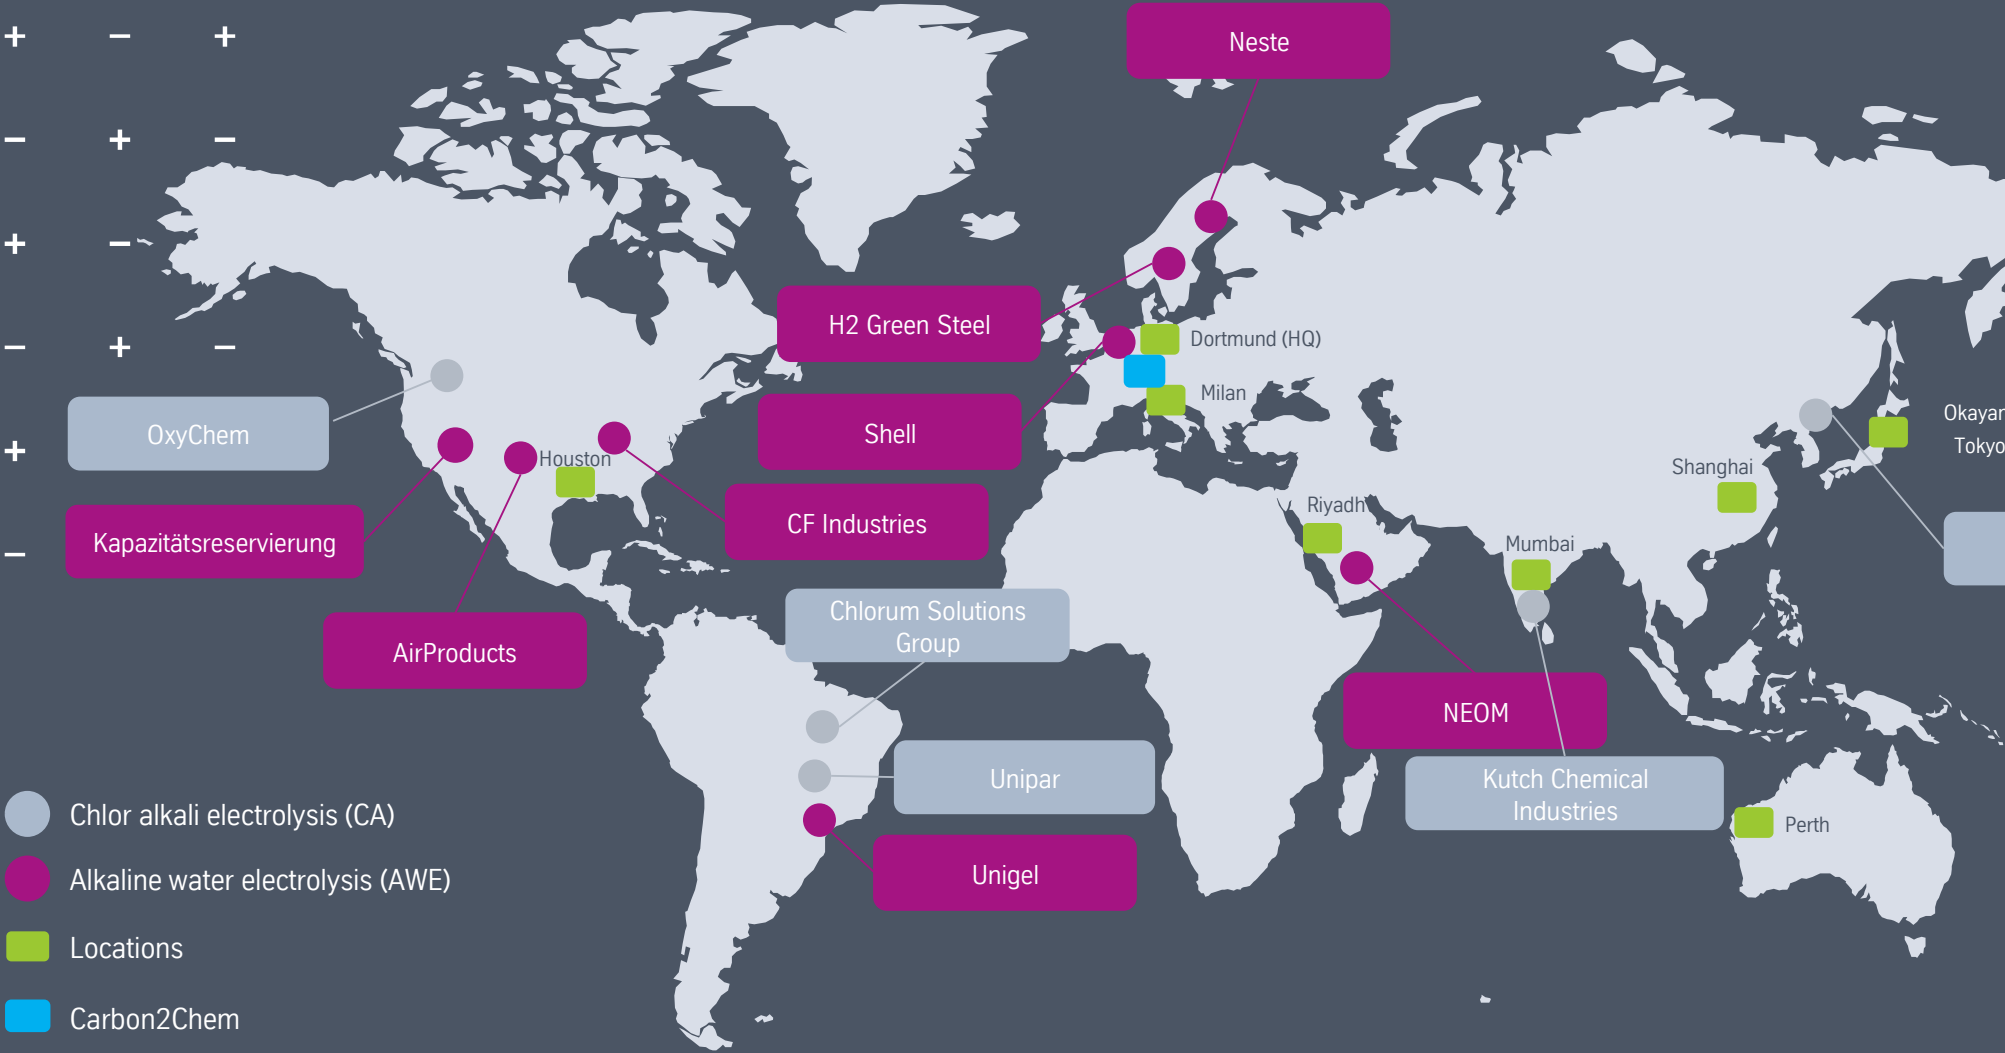 + − +
Neste
− + −
+ −
H2 Green Steel
Dortmund (HQ)
− + −
Milan
OxyChem
Shell
Tokyo
+
Houston
Shanghai
Riyadh
CF Industries
Kapazitätsreservierung
Mumbai
−
Chlorum Solutions
Group
AirProducts
NEOM
Unipar
Kutch Chemical
Industries
Chlor alkali electrolysis (CA)
Perth
Unigel
Alkaline water electrolysis (AWE)
Locations
Carbon2Chem